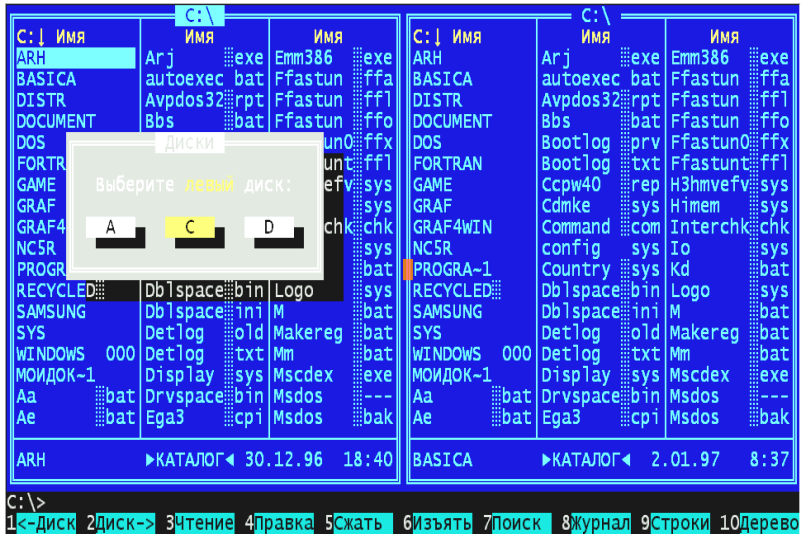 C:\ C:\
C:↓ Имя Имя Имя C:↓ Имя Имя Имя
ARH Arj exe Emm386 exe ARH Arj exe Emm386 exe
BASICA autoexec bat Ffastun ffa BASICA autoexec bat Ffastun ffa
DISTR Avpdos32 rpt Ffastun ffl DISTR Avpdos32 rpt Ffastun ffl
DOCUMENT Bbs bat Ffastun ffo DOCUMENT Bbs bat Ffastun ffo
DOS Диски un0 ffx DOS Bootlog prv Ffastun0 ffx
FORTR unt ffl FORTRAN Bootlog txt Ffastunt ffl
GAME Выберите левый диск: efv sys GAME Ccpw40 rep H3hmvefv sys
GRAF sys GRAF Cdmke sys Himem sys
GRAF4 A C D chk chk GRAF4WIN Command com Interchk chk
NC5R sys NC5R config sys Io sys
PROGR bat PROGRA~1 Country sys Kd bat
RECYCLED Dblspace bin Logo sys RECYCLED Dblspace bin Logo sys
SAMSUNG Dblspace ini M bat SAMSUNG Dblspace ini M bat
SYS Detlog old Makereg bat SYS Detlog old Makereg bat
WINDOWS 000 Detlog txt Mm bat WINDOWS 000 Detlog txt Mm bat
МОИДОК~1 Display sys Mscdex exe МОИДОК~1 Display sys Mscdex exe
Aa bat Drvspace bin Msdos --- Aa bat Drvspace bin Msdos ---
Ae bat Ega3 cpi Msdos bak Ae bat Ega3 cpi Msdos bak
ARH ►КАТАЛОГ◄ 30.12.96 18:40 BASICA ►КАТАЛОГ◄ 2.01.97 8:37
C:\>
1<-Диск 2Диск-> 3Чтение 4Правка 5Сжать 6Изъять 7Поиск 8Журнал 9Строки 10Дерево